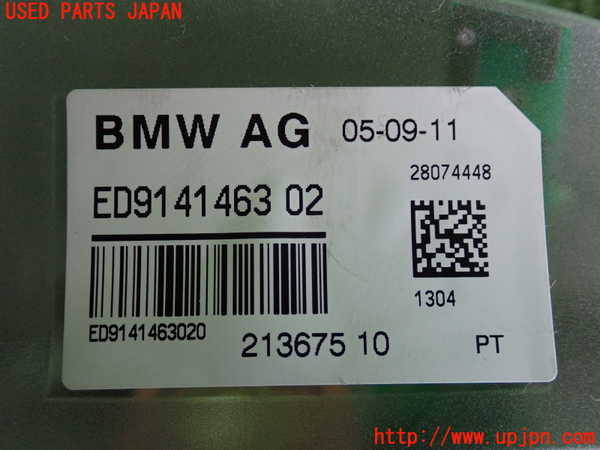 USED PARTS JAPAN
BMW AG 05-09-11
28074448
ED9141463 02
1304
ED9141463020
213675 10 PT
http://www.upjpn.com/